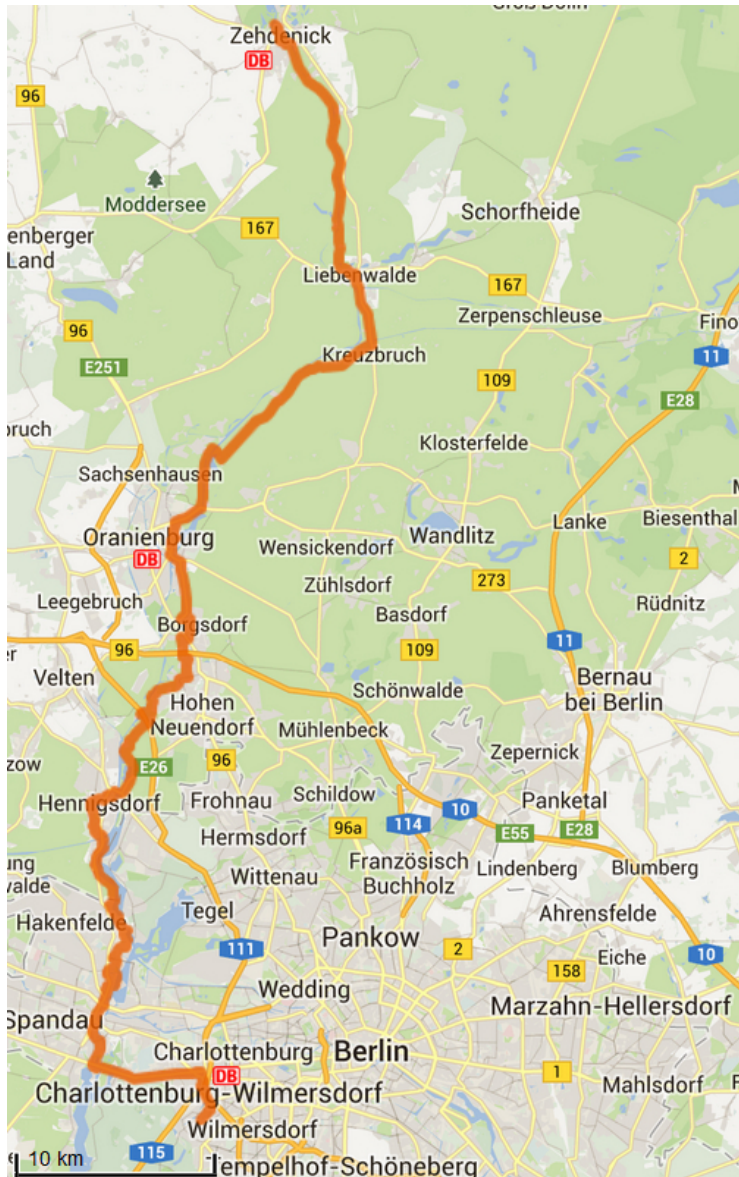 Groß Dölln
Zehdenick
DB
96
Moddersee
Schorfheide
enberger
Land
167
Liebenwalde
167
Zerpenschleuse
Fino
96
11
Kreuzbruch
E251
109
E28
bruch
Klosterfelde
Sachsenhausen
Oranienburg
Wandlitz
Lanke
Biesenthal
DB
Wensickendorf
2
Zühlsdorf
273
Leegebruch
Basdorf
Rüdnitz
Borgsdorf
96
109
11
Velten
Schönwalde
Bernau
bei Berlin
Hohen
Neuendorf
Mühlenbeck
Zepernick
zow
E26
96
Hennigsdorf
Frohnau
Schildow
Panketal
10
Hermsdorf
96a
114
E55
E28
ung
walde
Wittenau
Französisch
Buchholz
Lindenberg
Blumberg
Hakenfelde
Tegel
Ahrensfelde
Pankow
111
2
Eiche
10
158
Wedding
Marzahn-Hellersdorf
Spandau
Charlottenburg
Berlin
DB
1
Charlottenburg-Wilmersdorf
Mahlsdorf
Wilmersdorf
10 km
115
Tempelhof-Schöneberg